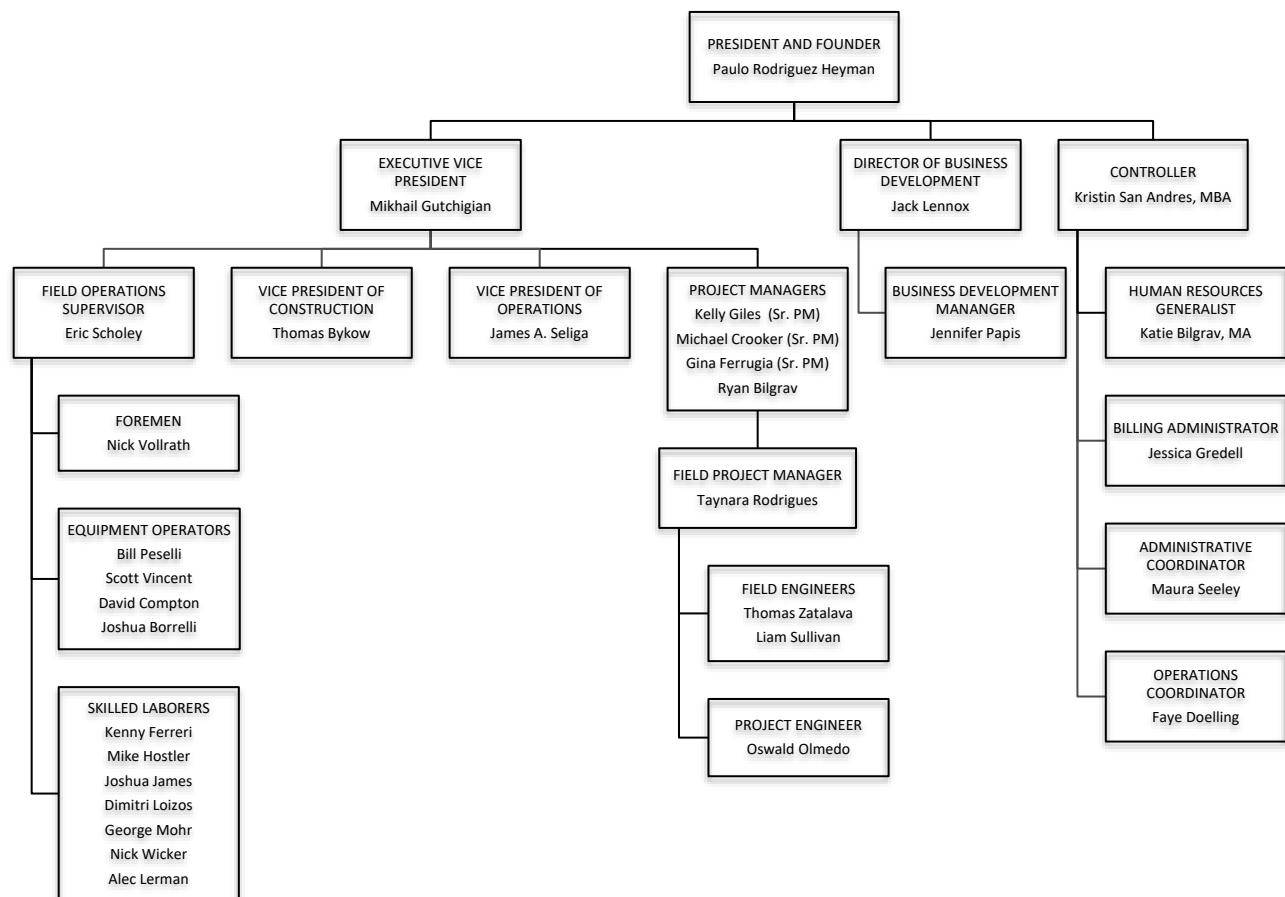 PRESIDENT AND FOUNDER
Paulo Rodriguez Heyman
EXECUTIVE VICE
PRESIDENT
Mikhail Gutchigian
DIRECTOR OF BUSINESS
DEVELOPMENT
Jack Lennox
CONTROLLER
Kristin San Andres, MBA
FIELD OPERATIONS
SUPERVISOR
Eric Scholey
VICE PRESIDENT OF
CONSTRUCTION
Thomas Bykow
VICE PRESIDENT OF
OPERATIONS
James A. Seliga
PROJECT MANAGERS
Kelly Giles (Sr. PM)
Michael Crooker (Sr. PM)
Gina Ferrugia (Sr. PM)
Ryan Bilgrav
BUSINESS DEVELOPMENT
MANANGER
Jennifer Papis
HUMAN RESOURCES
GENERALIST
Katie Bilgrav, MA
FOREMEN
Nick Vollrath
FIELD PROJECT MANAGER
Taynara Rodrigues
BILLING ADMINISTRATOR
Jessica Gredell
EQUIPMENT OPERATORS
Bill Peselli
Scott Vincent
David Compton
Joshua Borrelli
FIELD ENGINEERS
Thomas Zatalava
Liam Sullivan
ADMINISTRATIVE
COORDINATOR
Maura Seeley
SKILLED LABORERS
Kenny Ferreri
Mike Hostler
Joshua James
Dimitri Loizos
George Mohr
Nick Wicker
Alec Lerman
PROJECT ENGINEER
Oswald Olmedo
OPERATIONS
COORDINATOR
Faye Doelling